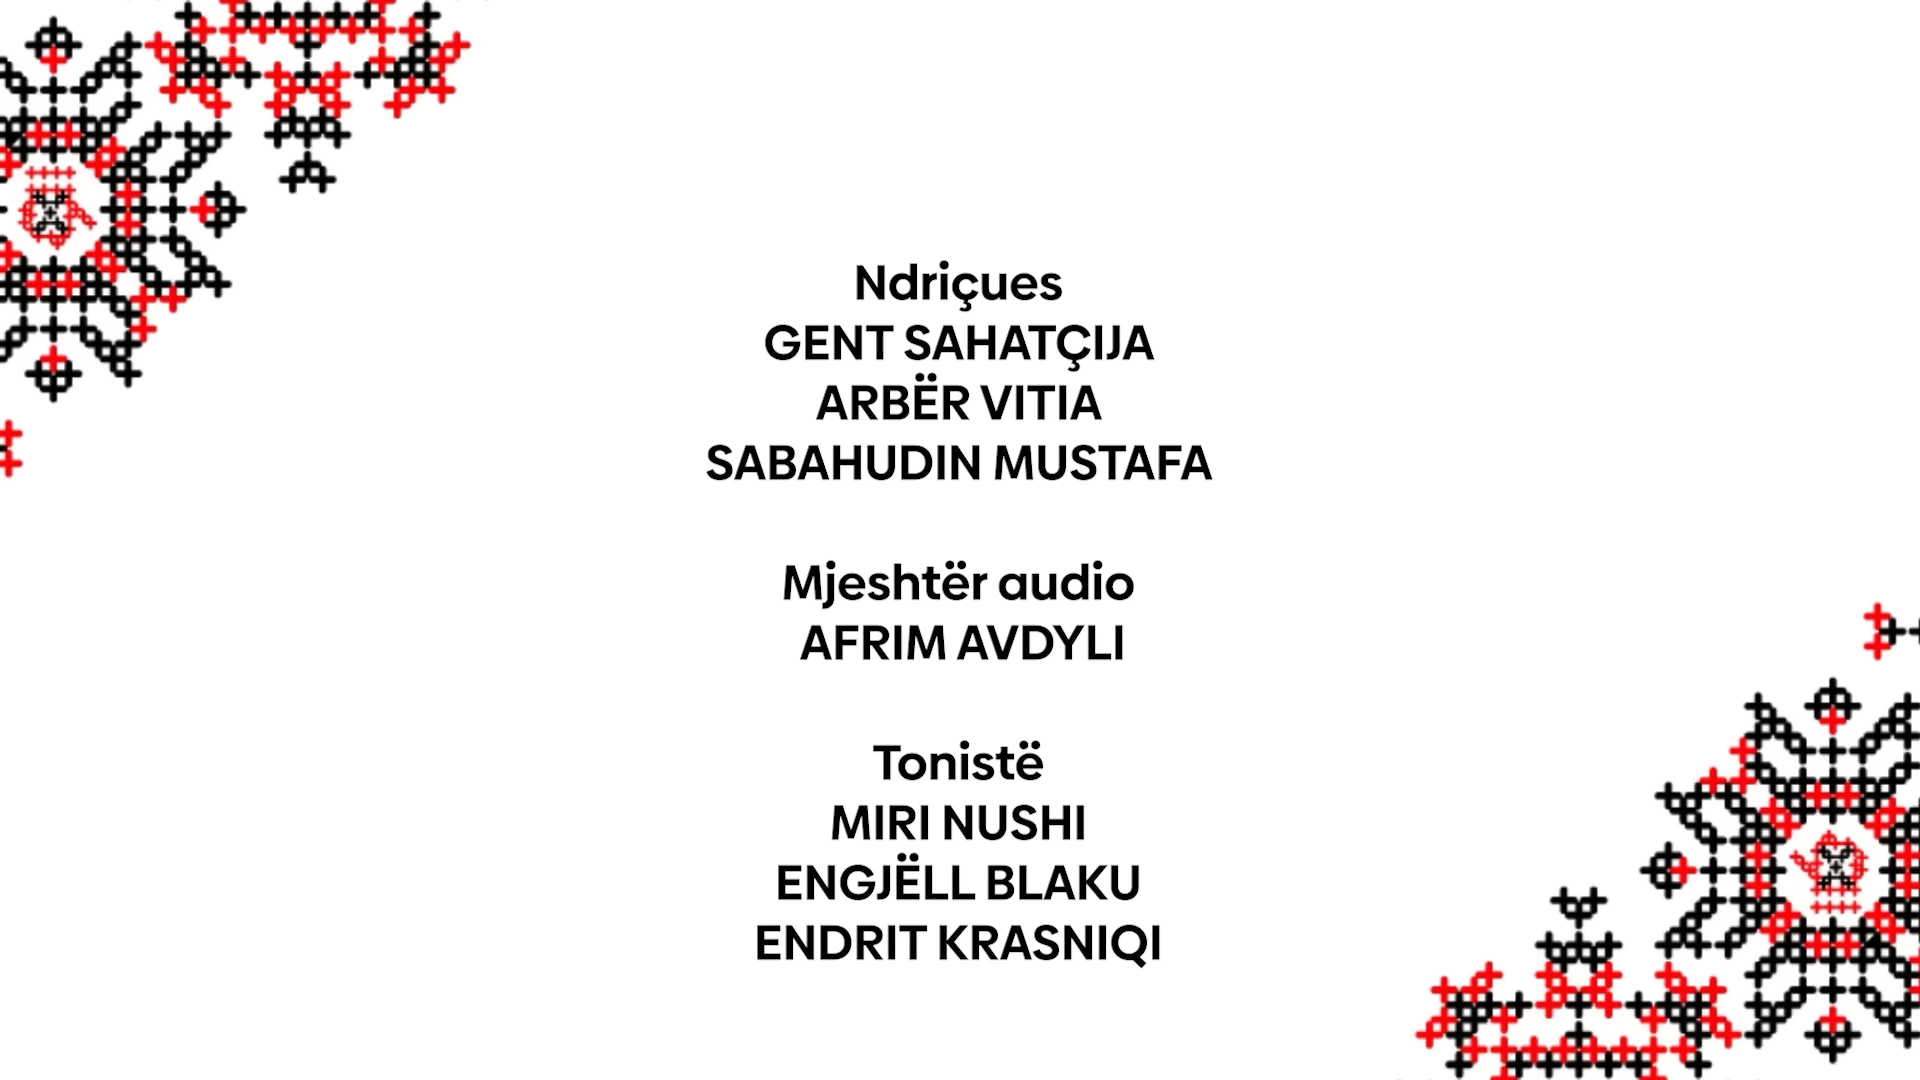 Ndriçues
GENT SAHATÇIJA
ARBËR VITIA
SABAHUDIN MUSTAFA
Mjeshtër audio
AFRIM AVDYLI
Tonistë
MIRI NUSHI
ENGJËLL BLAKU
ENDRIT KRASNIQI